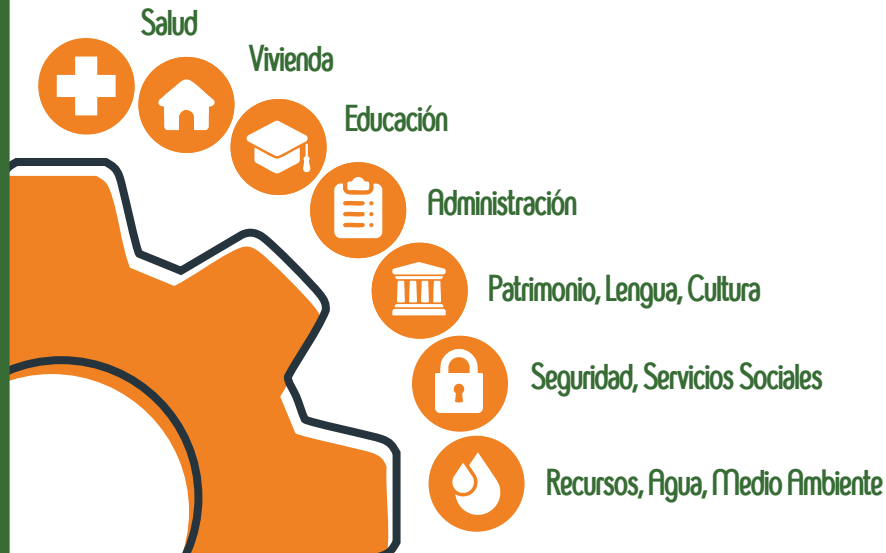 Salud
Vivienda
Educación
Administración
Patrimonio, Lengua, Cultura
Seguridad, Servicios Sociales
Recursos, Agua, Medio Ambiente